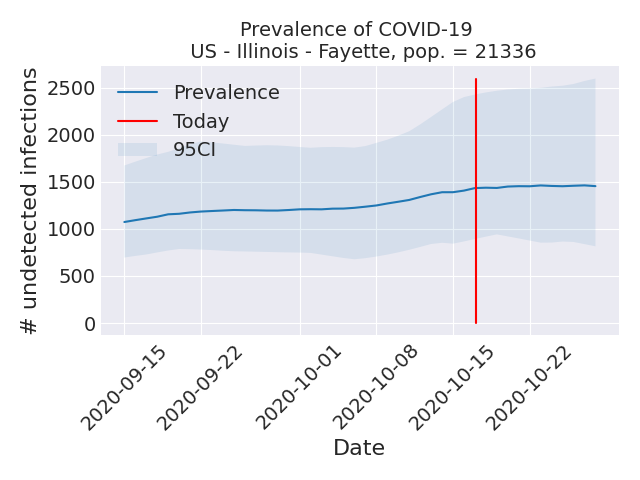 Prevalence of COVID-19
US - Illinois - Fayette, pop. = 21336
# undetected infections
2500
2000
1500
1000
500
0
Prevalence
Today
95CI
2020-09-15
2020-09-22
2020-10-01
2020-10-08
2020-10-15
2020-10-22
Date